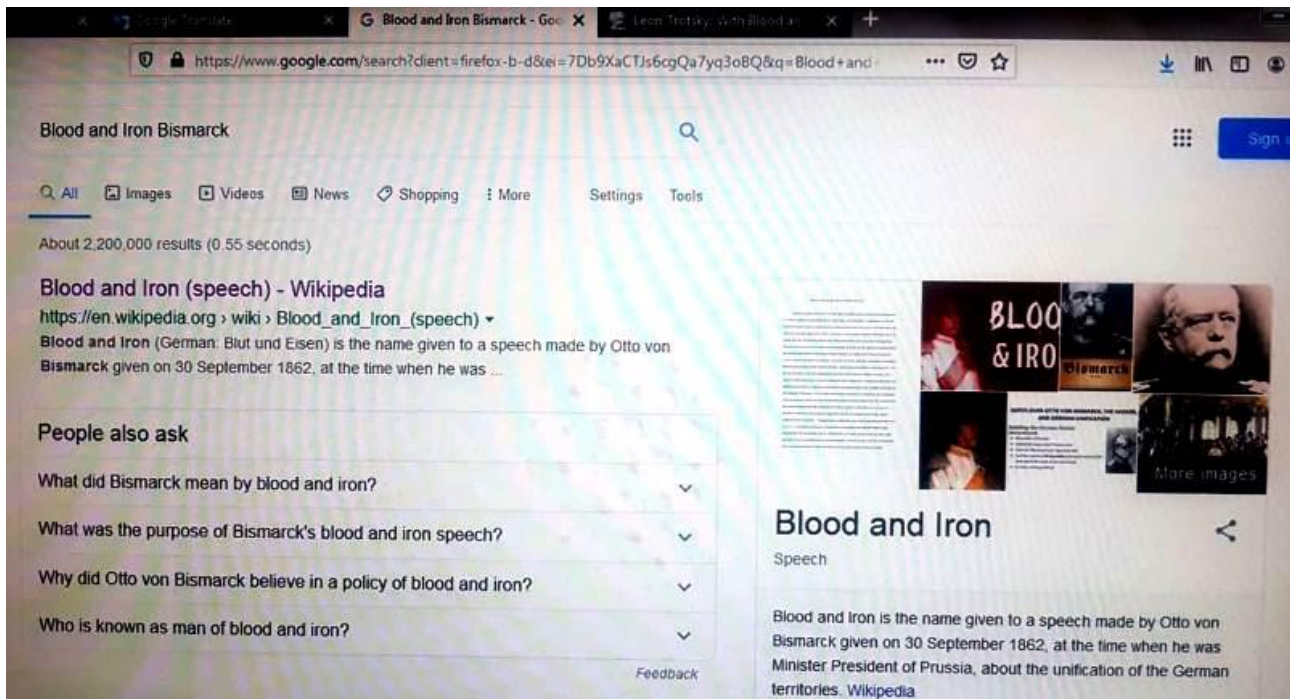 Google Translate
G Blood and Iron Bismarck - Goo
Leon Trotsky: With Blood an
https://www.google.com/search?client=firefox-b-d&ei=7Db9XaCTJs6cgQa7yq3oBQ&q=Blood+and
Blood and Iron Bismarck
Sign
All Images Videos News Shopping More Settings Tools
About 2,200,000 results (0.55 seconds)
Blood and Iron (speech) - Wikipedia
https://en.wikipedia.org › wiki › Blood_and_Iron_(speech)
Blood and Iron (German: Blut und Eisen) is the name given to a speech made by Otto von
Bismarck given on 30 September 1862, at the time when he was ...
People also ask
What did Bismarck mean by blood and iron?
What was the purpose of Bismarck's blood and iron speech?
Why did Otto von Bismarck believe in a policy of blood and iron?
Who is known as man of blood and iron?
Feedback
BLOO
& IRO
Bismarck
More images
Blood and Iron
Speech
Blood and Iron is the name given to a speech made by Otto von
Bismarck given on 30 September 1862, at the time when he was
Minister President of Prussia, about the unification of the German
territories. Wikipedia